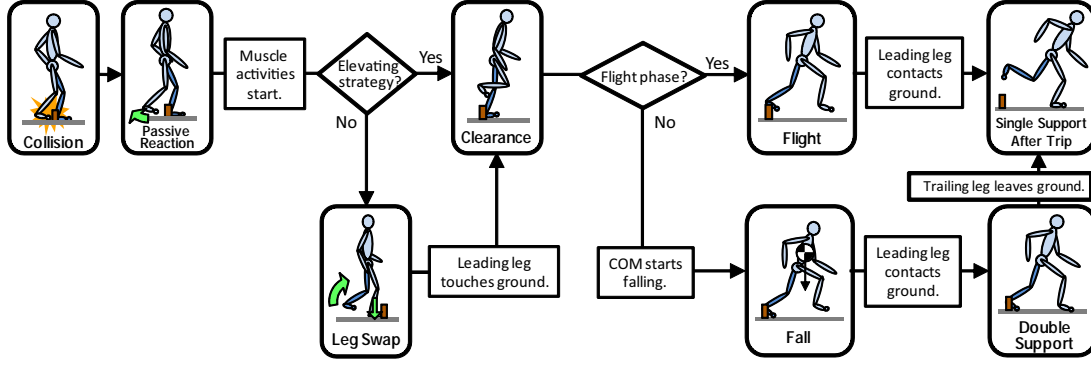 Collision
Passive
Reaction
Muscle
activities
start.
Elevating
strategy?
Yes
No
Clearance
Flight phase?
Yes
No
Flight
Leading leg
contacts
ground.
Single Support
After Trip
Trailing leg leaves ground.
Leg Swap
Leading leg
touches ground.
COM starts
falling.
Fall
Leading leg
contacts
ground.
Double
Support